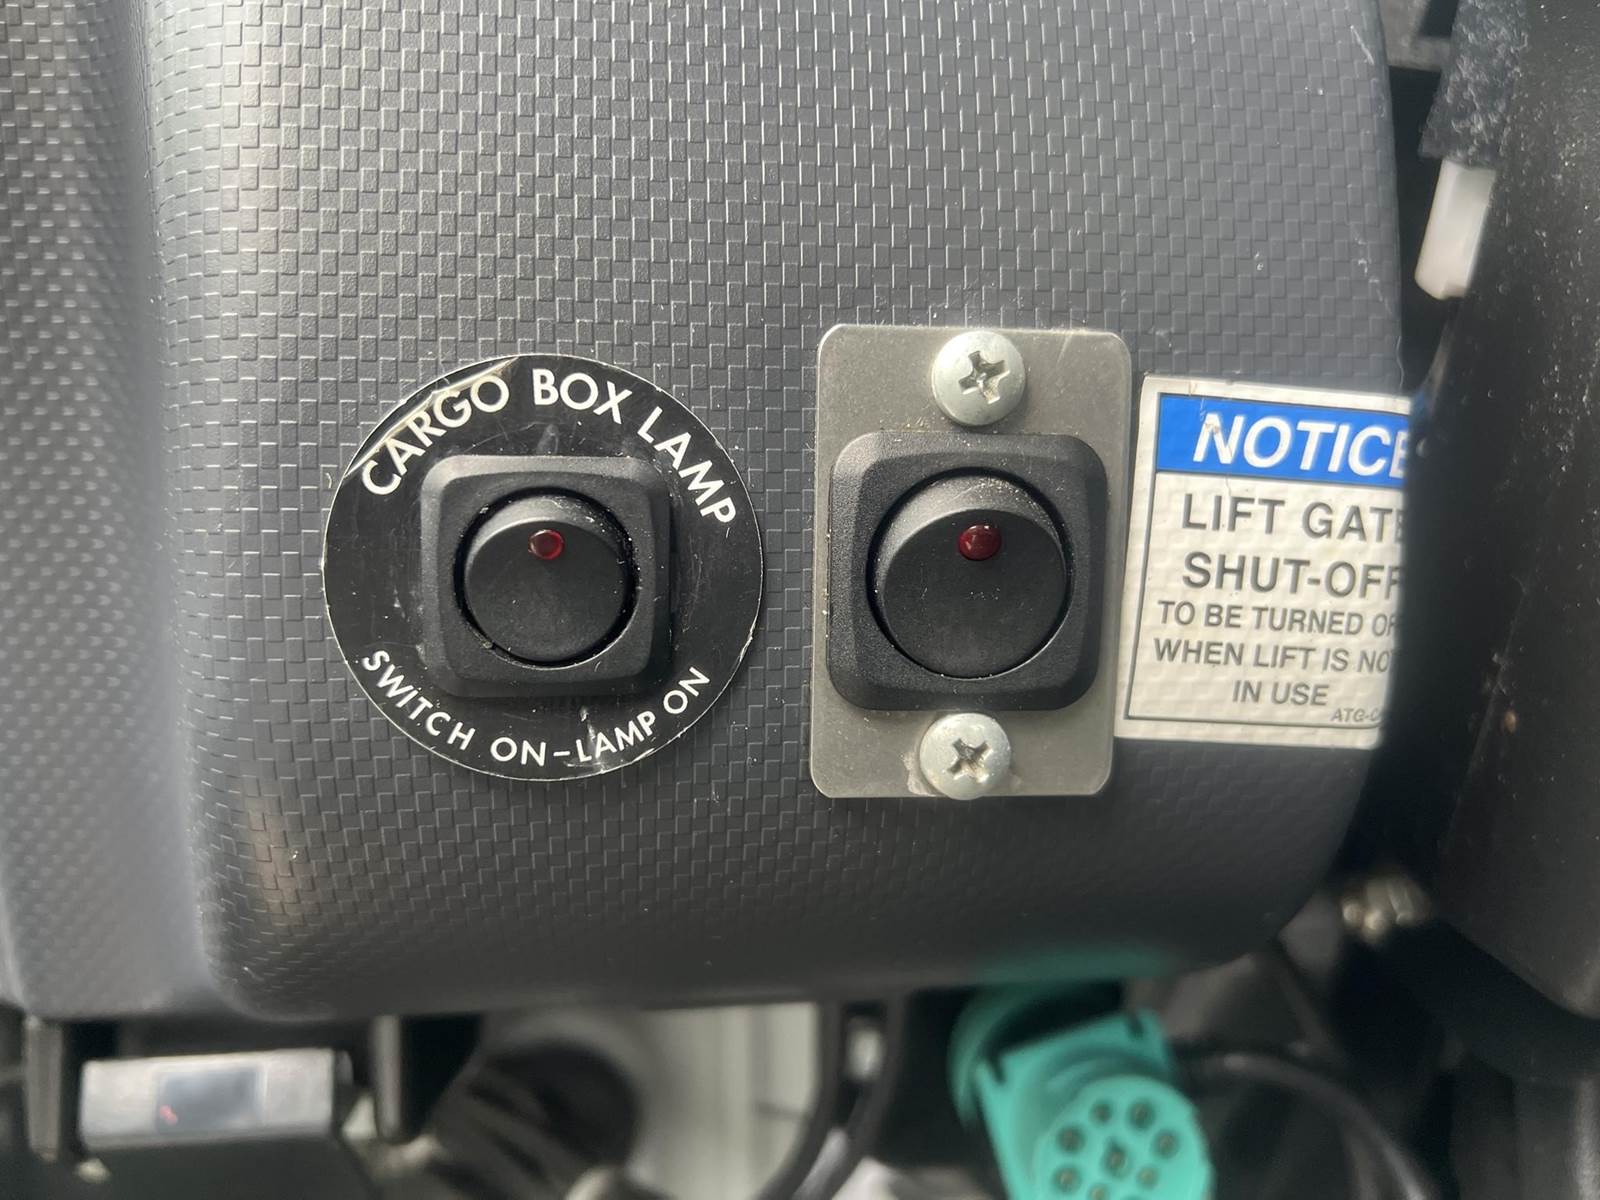 CARGO BOX LAMP
SWITCH ON-LAMP ON
NOTICE
LIFT GATE
SHUT-OFF
TO BE TURNED
WHEN LIFT IS
IN USE